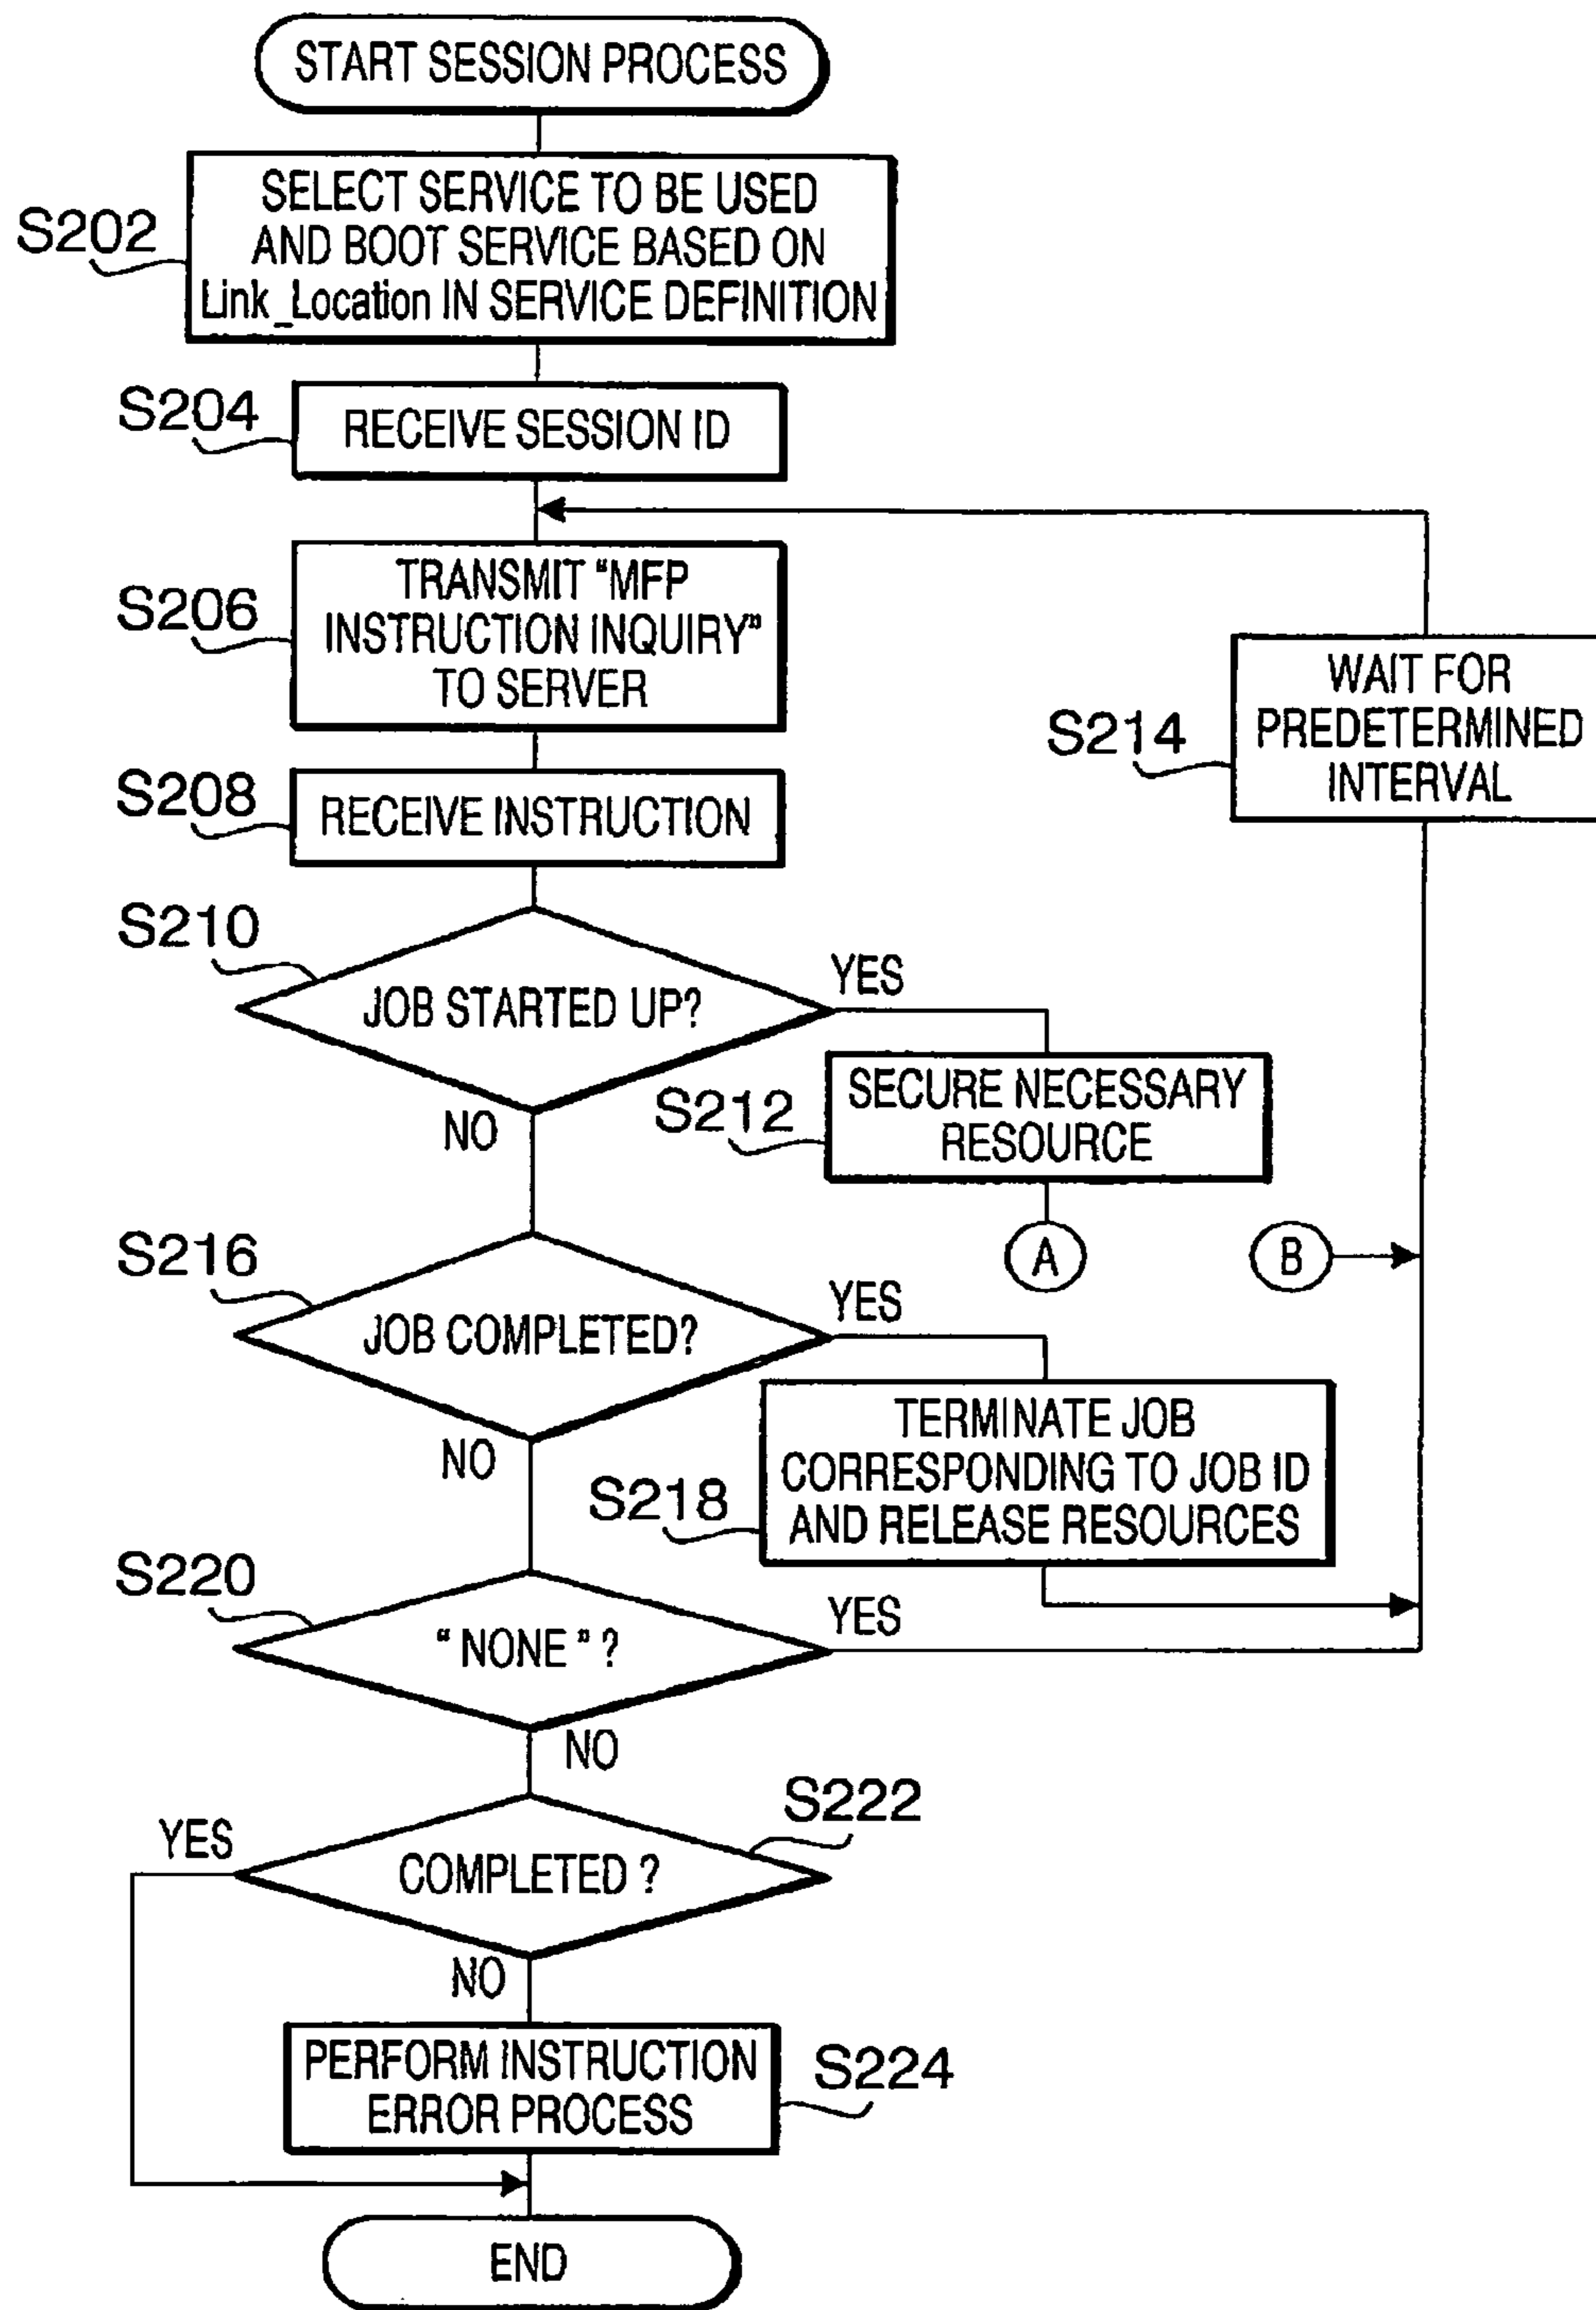 START SESSION PROCESS
S202
SELECT SERVICE TO BE USED
AND BOOT SERVICE BASED ON
Link_Location IN SERVICE DEFINITION
S204
RECEIVE SESSION ID
S206
TRANSMIT "MFP
INSTRUCTION INQUIRY"
TO SERVER
S214
WAIT FOR
PREDETERMINED
INTERVAL
S208
RECEIVE INSTRUCTION
S210
JOB STARTED UP?
YES
NO
S212
SECURE NECESSARY
RESOURCE
A
B
S216
JOB COMPLETED?
YES
NO
S218
TERMINATE JOB
CORRESPONDING TO JOB ID
AND RELEASE RESOURCES
S220
" NONE " ?
YES
NO
S222
YES
COMPLETED ?
NO
PERFORM INSTRUCTION
ERROR PROCESS
S224
END